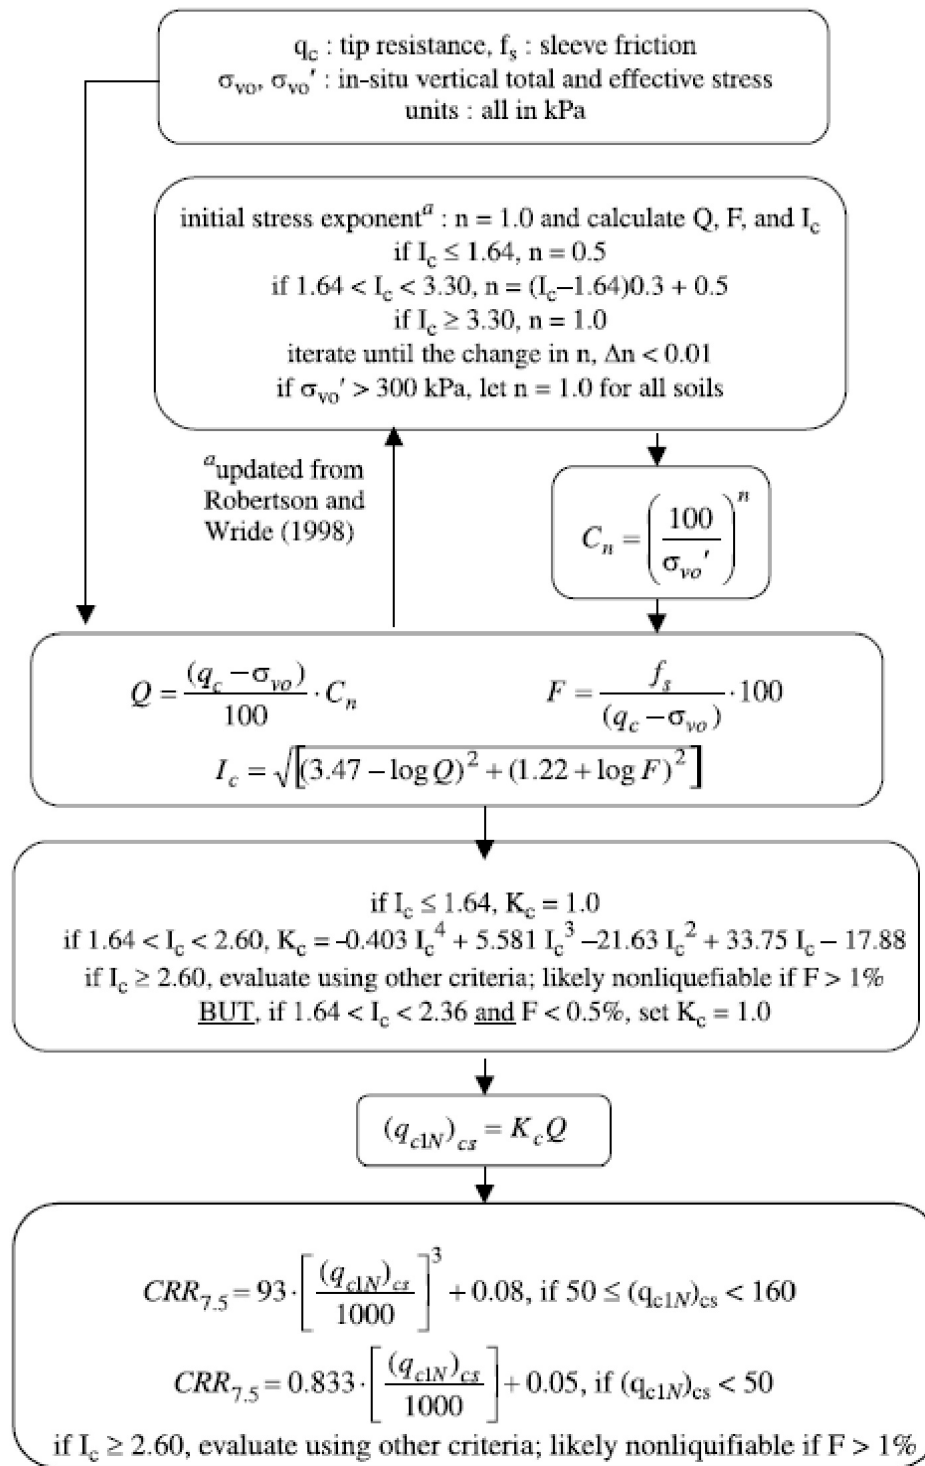 q_c : tip resistance, f_s : sleeve friction
σ_vo, σ_vo′ : in-situ vertical total and effective stress
units : all in kPa
initial stress exponent^a : n = 1.0 and calculate Q, F, and I_c
if I_c ≤ 1.64, n = 0.5
if 1.64 < I_c < 3.30, n = (I_c–1.64)0.3 + 0.5
if I_c ≥ 3.30, n = 1.0
iterate until the change in n, Δn < 0.01
if σ_vo′ > 300 kPa, let n = 1.0 for all soils
^a updated from
Robertson and
Wride (1998)
C_n = (100 / σ_vo′)^n
Q = (q_c – σ_vo) / 100 · C_n
F = f_s / (q_c – σ_vo) · 100
I_c = √[(3.47 – log Q)^2 + (1.22 + log F)^2]
if I_c ≤ 1.64, K_c = 1.0
if 1.64 < I_c < 2.60, K_c = –0.403 I_c^4 + 5.581 I_c^3 –21.63 I_c^2 + 33.75 I_c – 17.88
if I_c ≥ 2.60, evaluate using other criteria; likely nonliquefiable if F > 1%
BUT, if 1.64 < I_c < 2.36 and F < 0.5%, set K_c = 1.0
(q_c1N)_cs = K_c Q
CRR_7.5 = 93 · [(q_c1N)_cs / 1000]^3 + 0.08, if 50 ≤ (q_c1N)_cs < 160
CRR_7.5 = 0.833 · [(q_c1N)_cs / 1000] + 0.05, if (q_c1N)_cs < 50
if I_c ≥ 2.60, evaluate using other criteria; likely nonliquifiable if F > 1%